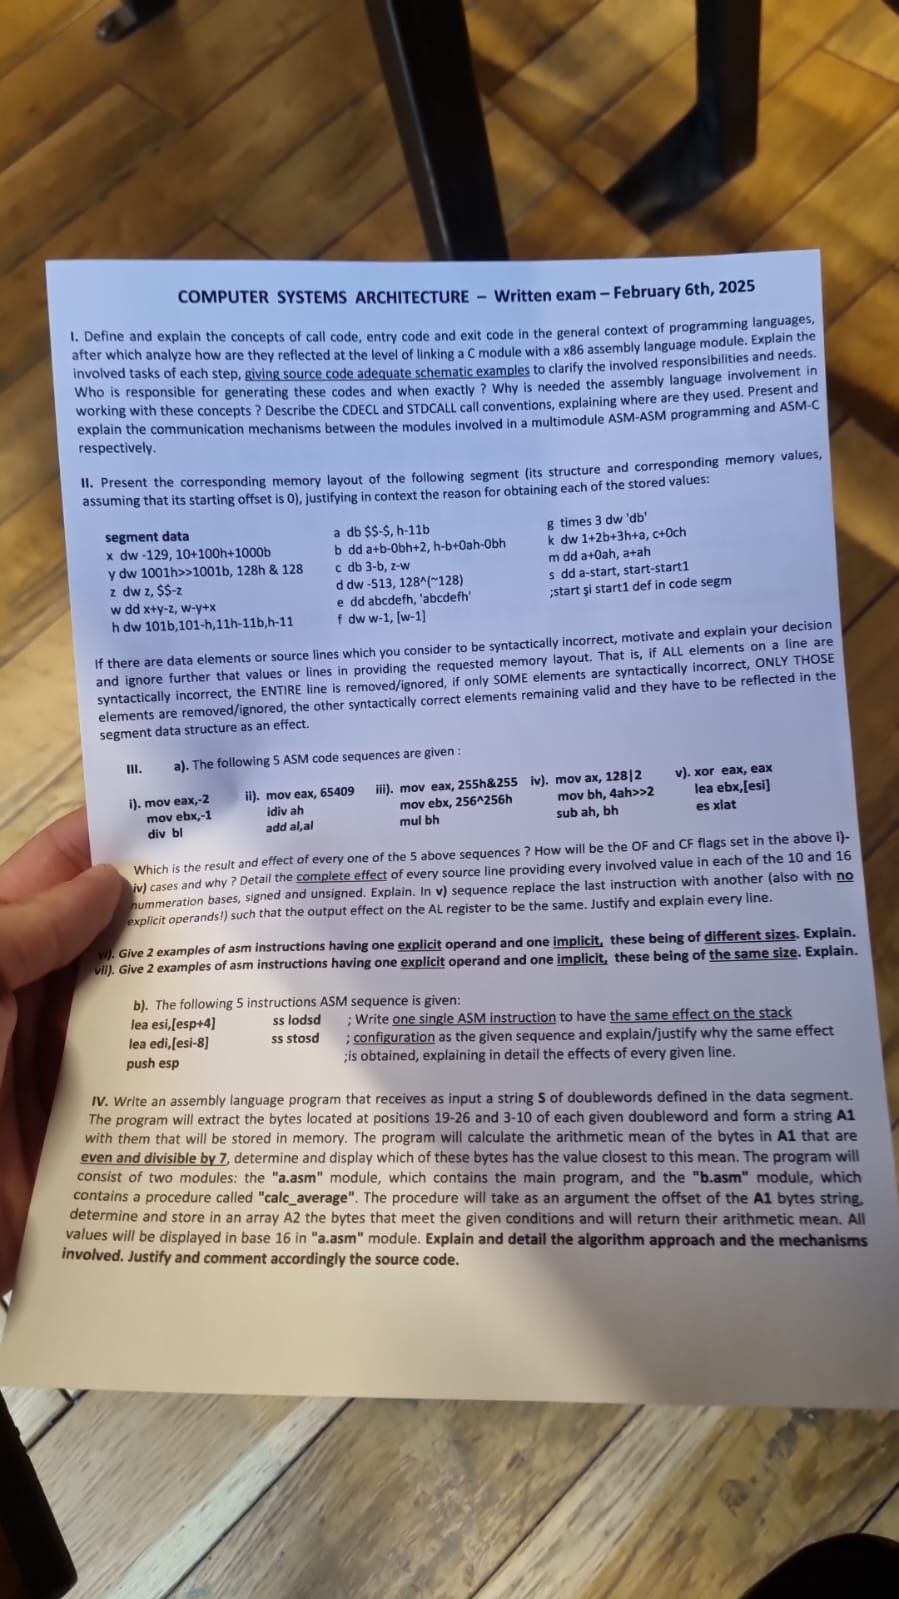 COMPUTER SYSTEMS ARCHITECTURE – Written exam – February 6th, 2025
I. Define and explain the concepts of call code, entry code and exit code in the general context of programming languages,
after which analyze how are they reflected at the level of linking a C module with a x86 assembly language module. Explain the
involved tasks of each step, giving source code adequate schematic examples to clarify the involved responsibilities and needs.
Who is responsible for generating these codes and when exactly ? Why is needed the assembly language involvement in
working with these concepts ? Describe the CDECL and STDCALL call conventions, explaining where are they used. Present and
explain the communication mechanisms between the modules involved in a multimodule ASM-ASM programming and ASM-C
respectively.
II. Present the corresponding memory layout of the following segment (its structure and corresponding memory values,
assuming that its starting offset is 0), justifying in context the reason for obtaining each of the stored values:
segment data
x dw -129, 10+100h+1000b
y dw 1001h>>1001b, 128h & 128
z dw z, $$-z
w dd x+y-z, w-y+x
h dw 101b,101-h,11h-11b,h-11
a db $$-$, h-11b
b dd a+b-0bh+2, h-b+0ah-0bh
c db 3-b, z-w
d dw -513, 128^(~128)
e dd abcdefh, 'abcdefh'
f dw w-1, [w-1]
g times 3 dw 'db'
k dw 1+2b+3h+a, c+0ch
m dd a+0ah, a+ah
s dd a-start, start-start1
;start şi start1 def in code segm
If there are data elements or source lines which you consider to be syntactically incorrect, motivate and explain your decision
and ignore further that values or lines in providing the requested memory layout. That is, if ALL elements on a line are
syntactically incorrect, the ENTIRE line is removed/ignored, if only SOME elements are syntactically incorrect, ONLY THOSE
elements are removed/ignored, the other syntactically correct elements remaining valid and they have to be reflected in the
segment data structure as an effect.
III. a). The following 5 ASM code sequences are given :
i). mov eax,-2
mov ebx,-1
div bl
ii). mov eax, 65409
idiv ah
add al,al
iii). mov eax, 255h&255
mov ebx, 256^256h
mul bh
iv). mov ax, 128|2
mov bh, 4ah>>2
sub ah, bh
v). xor eax, eax
lea ebx,[esi]
es xlat
Which is the result and effect of every one of the 5 above sequences ? How will be the OF and CF flags set in the above i)-
iv) cases and why ? Detail the complete effect of every source line providing every involved value in each of the 10 and 16
nummeration bases, signed and unsigned. Explain. In v) sequence replace the last instruction with another (also with no
explicit operands!) such that the output effect on the AL register to be the same. Justify and explain every line.
vi). Give 2 examples of asm instructions having one explicit operand and one implicit, these being of different sizes. Explain.
vii). Give 2 examples of asm instructions having one explicit operand and one implicit, these being of the same size. Explain.
b). The following 5 instructions ASM sequence is given:
lea esi,[esp+4] ss lodsd ; Write one single ASM instruction to have the same effect on the stack
lea edi,[esi-8] ss stosd ; configuration as the given sequence and explain/justify why the same effect
push esp ;is obtained, explaining in detail the effects of every given line.
IV. Write an assembly language program that receives as input a string S of doublewords defined in the data segment.
The program will extract the bytes located at positions 19-26 and 3-10 of each given doubleword and form a string A1
with them that will be stored in memory. The program will calculate the arithmetic mean of the bytes in A1 that are
even and divisible by 7, determine and display which of these bytes has the value closest to this mean. The program will
consist of two modules: the "a.asm" module, which contains the main program, and the "b.asm" module, which
contains a procedure called "calc_average". The procedure will take as an argument the offset of the A1 bytes string,
determine and store in an array A2 the bytes that meet the given conditions and will return their arithmetic mean. All
values will be displayed in base 16 in "a.asm" module. Explain and detail the algorithm approach and the mechanisms
involved. Justify and comment accordingly the source code.